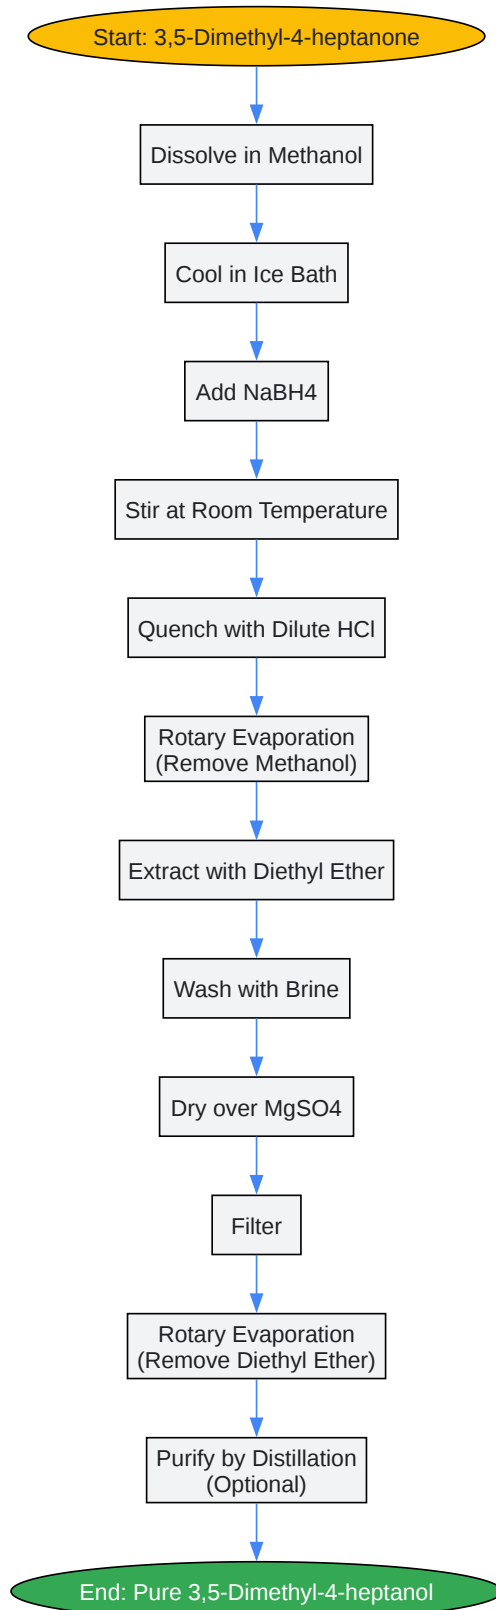 Start: 3,5-Dimethyl-4-heptanone
Dissolve in Methanol
Cool in Ice Bath
Add NaBH4
Stir at Room Temperature
Quench with Dilute HCl
Rotary Evaporation
(Remove Methanol)
Extract with Diethyl Ether
Wash with Brine
Dry over MgSO4
Filter
Rotary Evaporation
(Remove Diethyl Ether)
Purify by Distillation
(Optional)
End: Pure 3,5-Dimethyl-4-heptanol